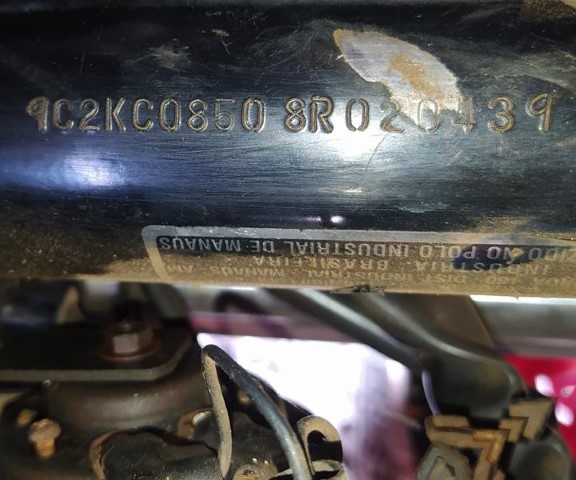 9C2KC0850 8R020439
INDUSTRIA BRASILEIRA
ZIDO NO POLO INDUSTRIAL DE MANAUS